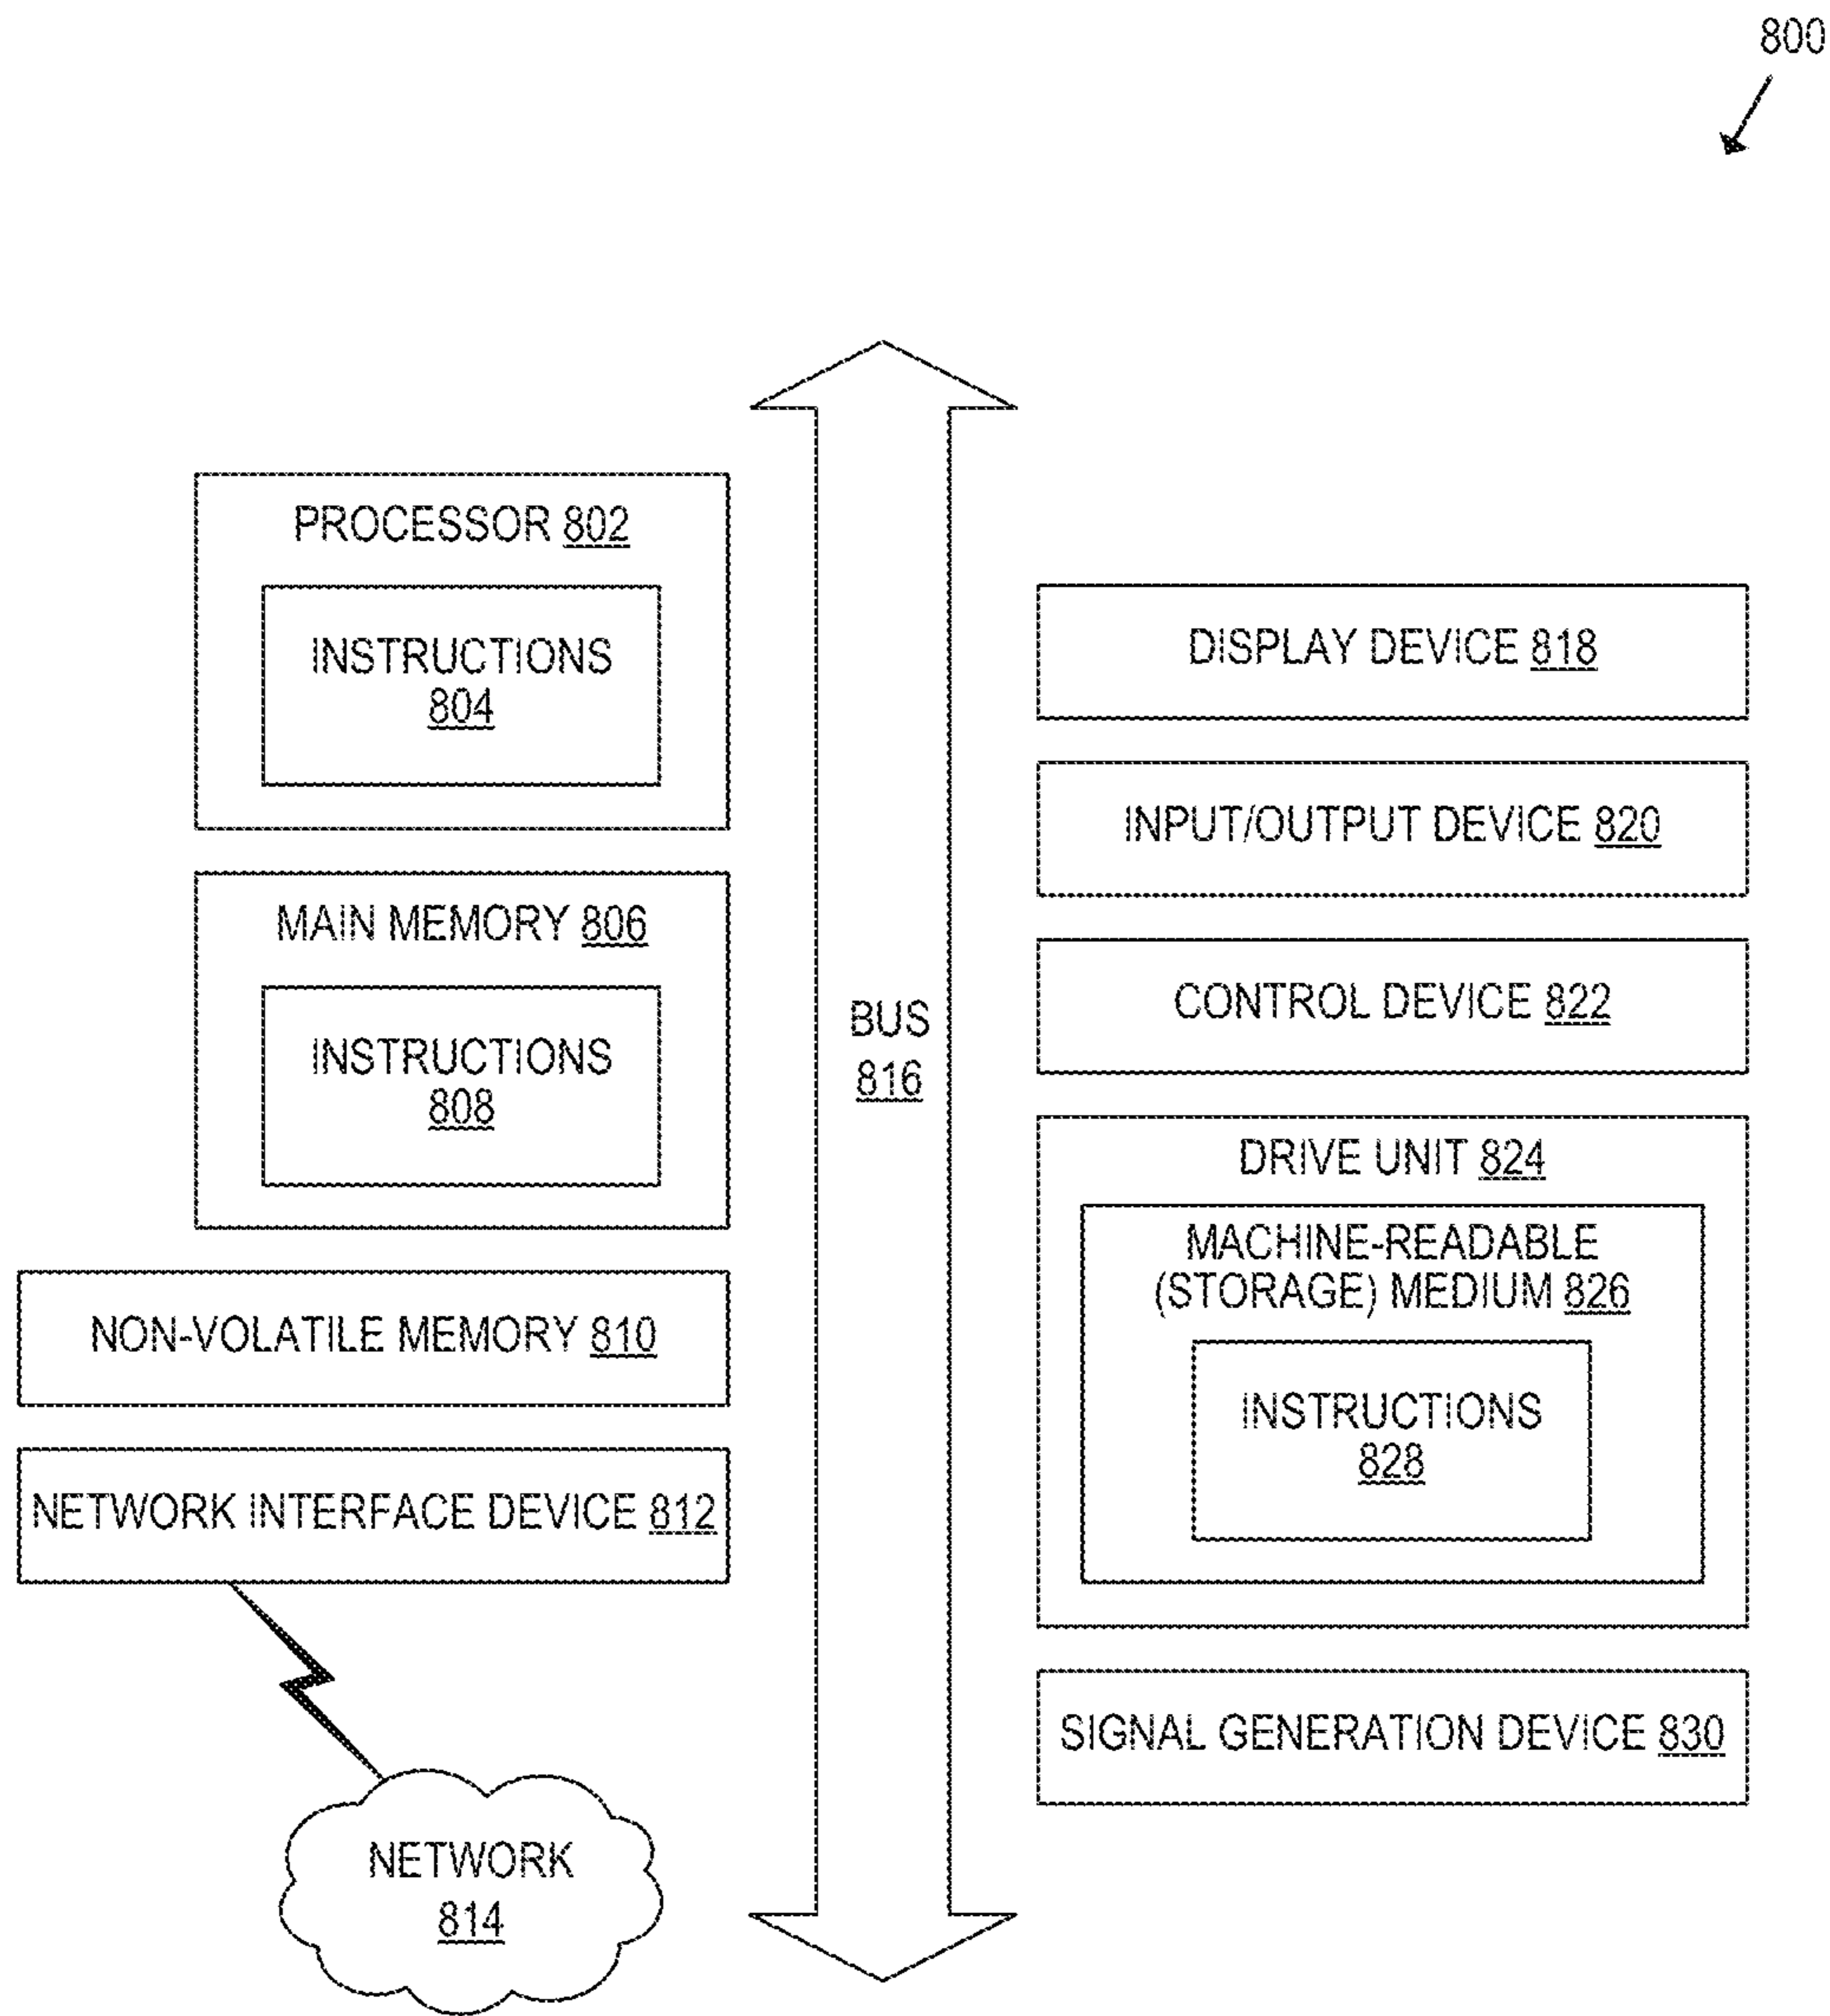 800
PROCESSOR 802
INSTRUCTIONS
804
MAIN MEMORY 806
INSTRUCTIONS
808
NON-VOLATILE MEMORY 810
NETWORK INTERFACE DEVICE 812
NETWORK
814
BUS
816
DISPLAY DEVICE 818
INPUT/OUTPUT DEVICE 820
CONTROL DEVICE 822
DRIVE UNIT 824
MACHINE-READABLE
(STORAGE) MEDIUM 826
INSTRUCTIONS
828
SIGNAL GENERATION DEVICE 830